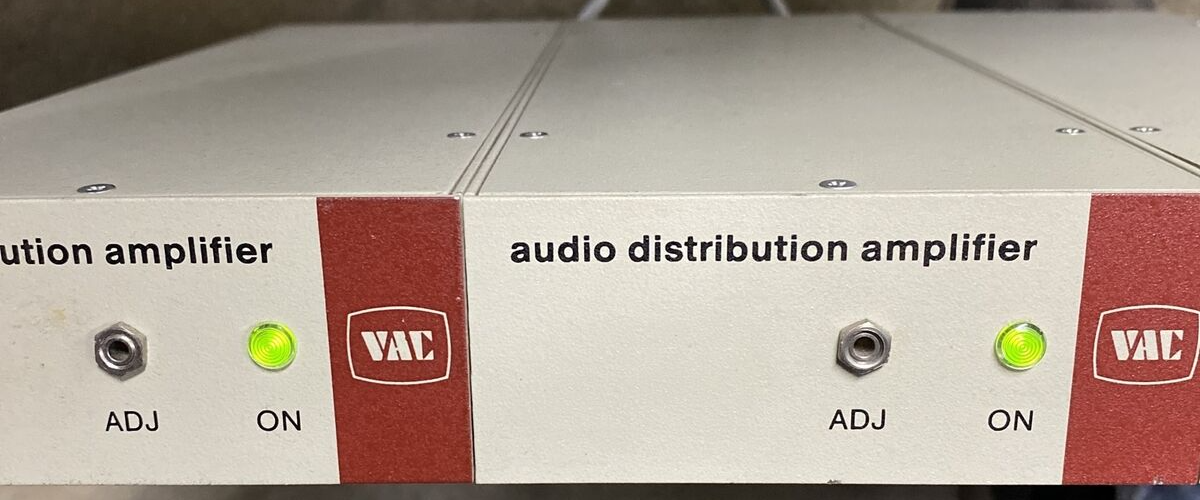 ution amplifier
VAC
ADJ
ON
audio distribution amplifier
VAC
ADJ
ON